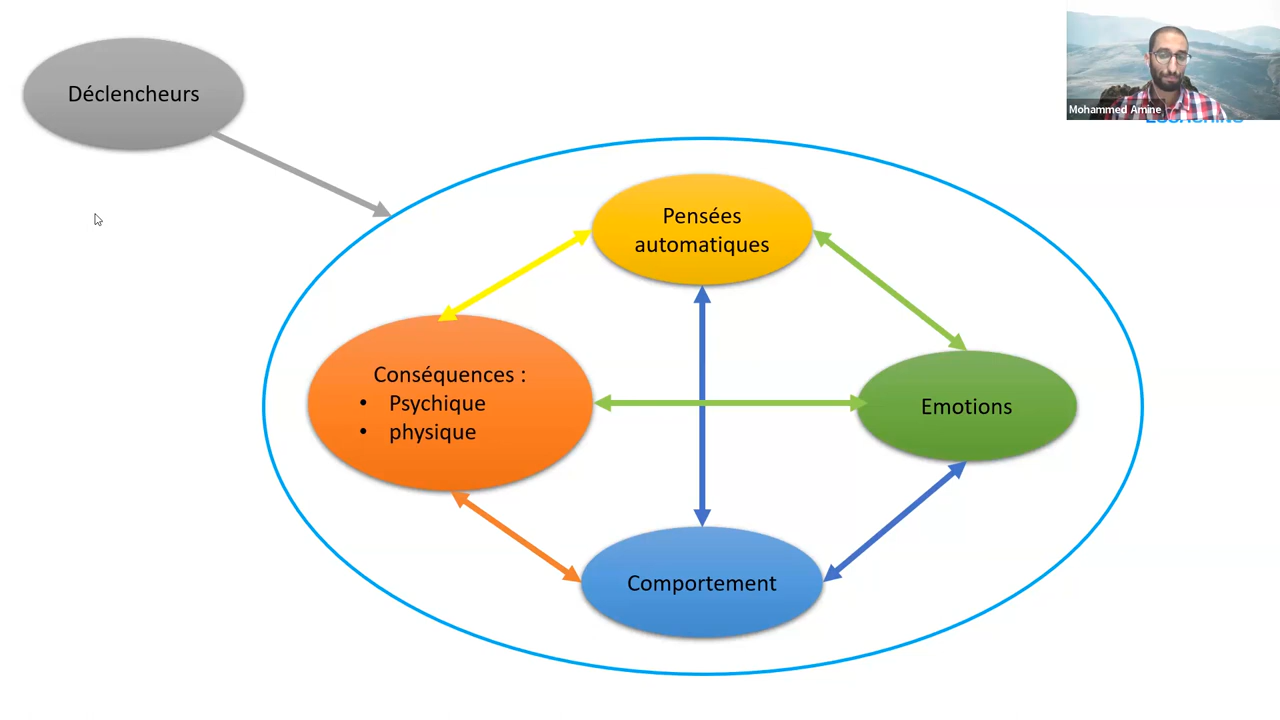 Déclencheurs
Mohammed Amine
Pensées
automatiques
Conséquences :
• Psychique
• physique
Emotions
Comportement